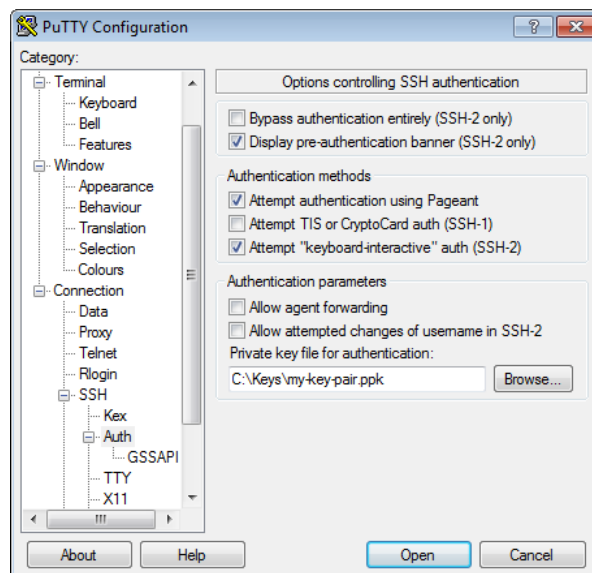 PuTTY Configuration
Category:
Terminal
Keyboard
Bell
Features
Window
Appearance
Behaviour
Translation
Selection
Colours
Connection
Data
Proxy
Telnet
Rlogin
SSH
Kex
Auth
GSSAPI
TTY
X11
Options controlling SSH authentication
Bypass authentication entirely (SSH-2 only)
Display pre-authentication banner (SSH-2 only)
Authentication methods
Attempt authentication using Pageant
Attempt TIS or CryptoCard auth (SSH-1)
Attempt "keyboard-interactive" auth (SSH-2)
Authentication parameters
Allow agent forwarding
Allow attempted changes of username in SSH-2
Private key file for authentication:
C:\Keys\my-key-pair.ppk
Browse...
About
Help
Open
Cancel